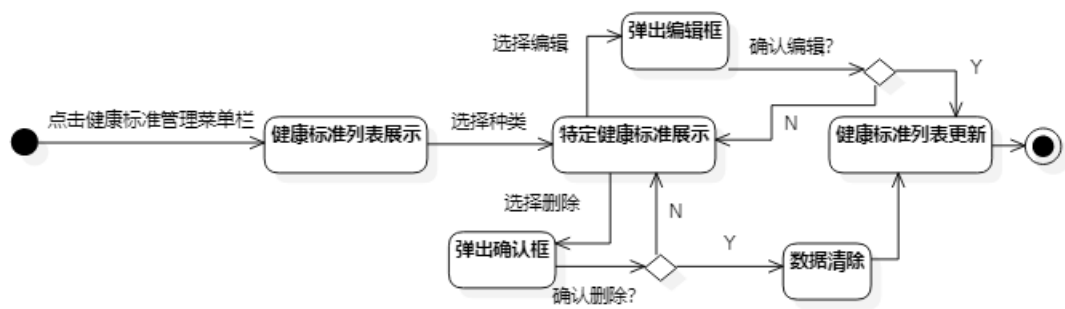 弹出编辑框
选择编辑
确认编辑?
Y
点击健康标准管理菜单栏
选择种类
N
健康标准列表展示
特定健康标准展示
健康标准列表更新
选择删除
N
弹出确认框
Y
数据清除
确认删除?